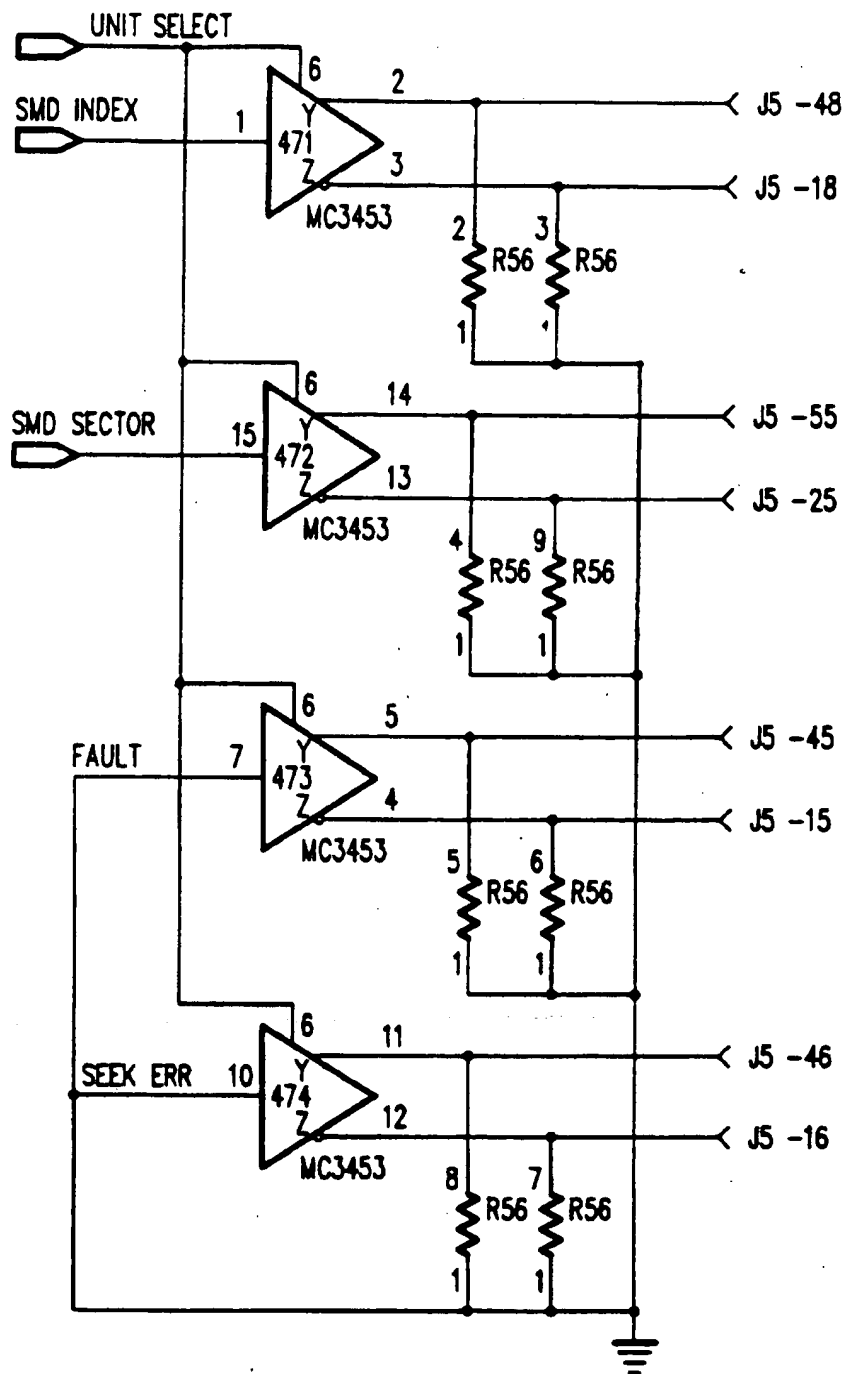 UNIT SELECT
6
2
J5 -48
SMD INDEX
1
Y
471
Z
3
J5 -18
MC3453
2
R56
3
R56
1
6
14
J5 -55
SMD SECTOR
15
Y
472
Z
13
J5 -25
MC3453
4
R56
9
R56
1
1
6
5
J5 -45
FAULT
7
Y
473
Z
4
J5 -15
MC3453
5
R56
6
R56
1
1
6
11
J5 -46
SEEK ERR
10
Y
474
Z
12
J5 -16
MC3453
8
R56
7
R56
1
1